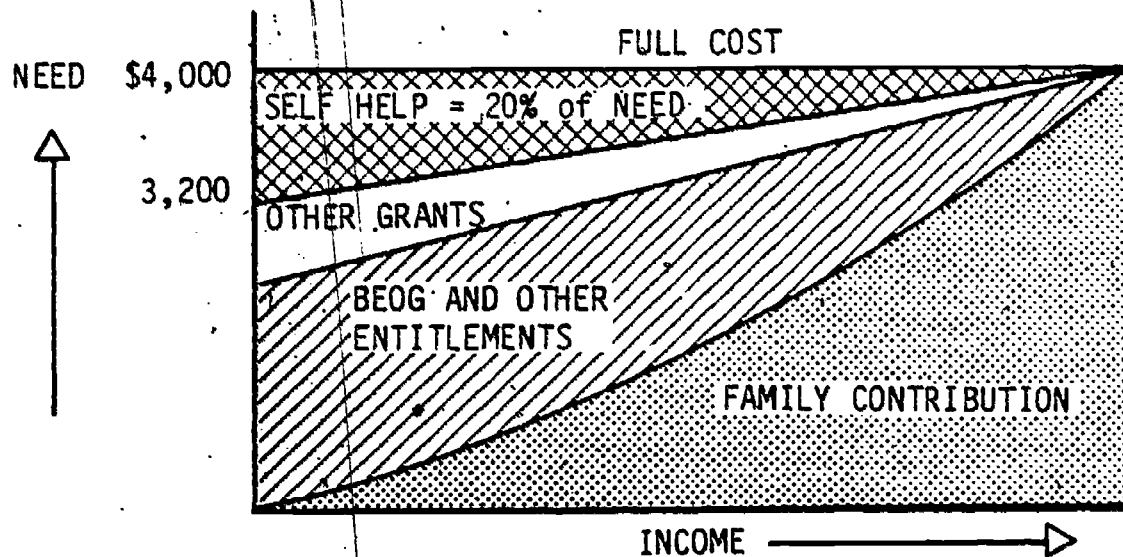 FULL COST
NEED $4,000
SELF HELP = 20% of NEED
3,200
OTHER GRANTS
BEOG AND OTHER
ENTITLEMENTS
FAMILY CONTRIBUTION
INCOME